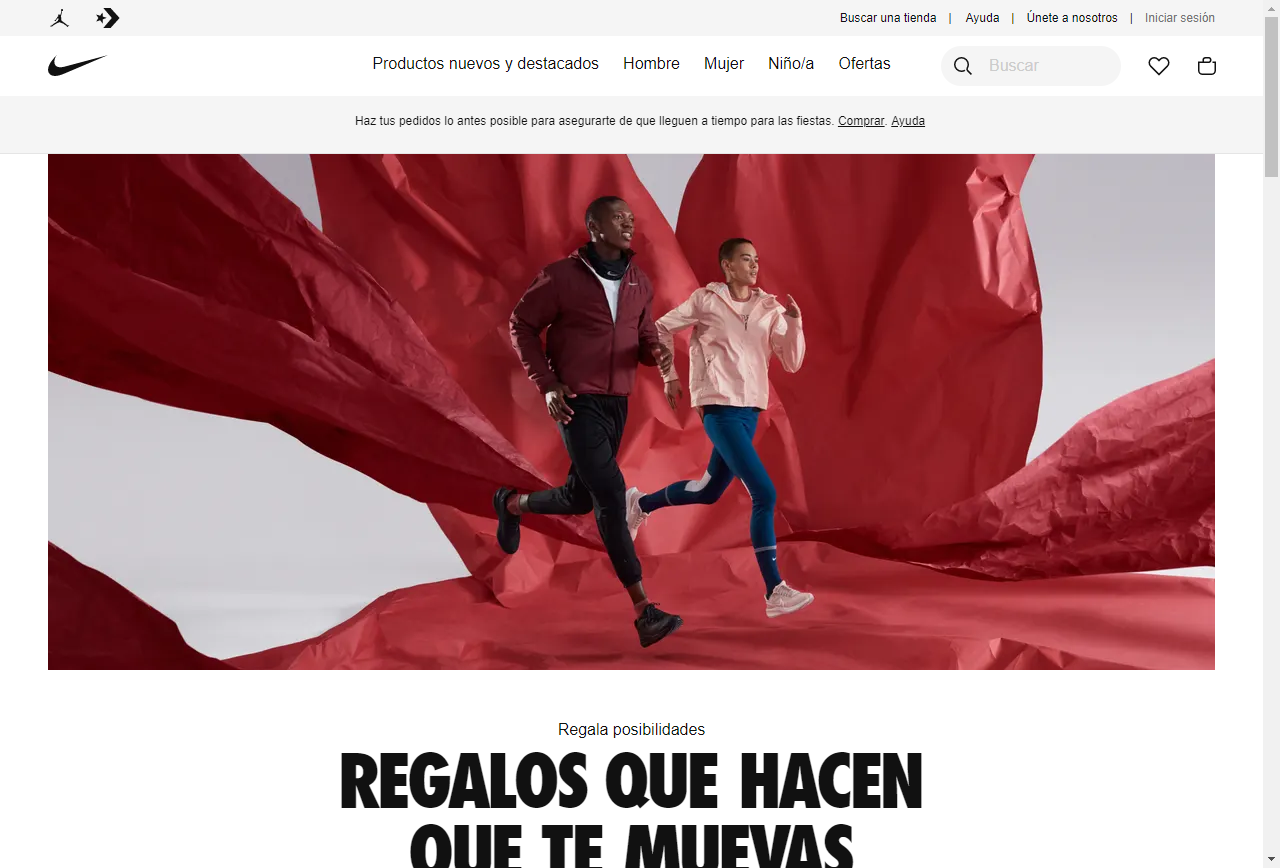 Buscar una tienda | Ayuda | Únete a nosotros | Iniciar sesión
Productos nuevos y destacados Hombre Mujer Niño/a Ofertas Buscar
Haz tus pedidos lo antes posible para asegurarte de que lleguen a tiempo para las fiestas. Comprar. Ayuda
Regala posibilidades
REGALOS QUE HACEN
QUE TE MUEVAS